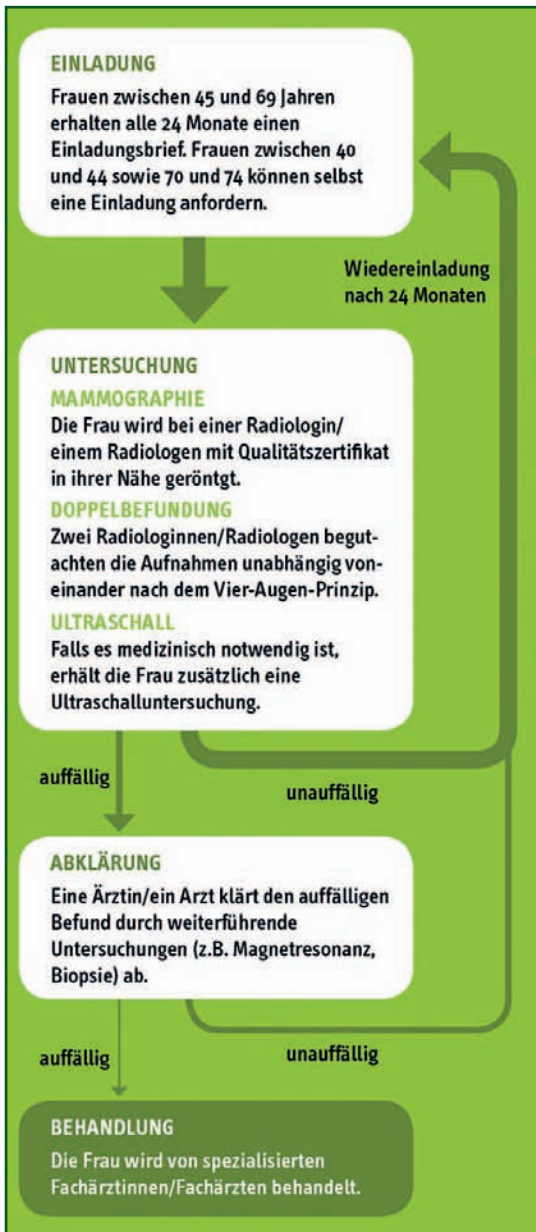 EINLADUNG
Frauen zwischen 45 und 69 Jahren
erhalten alle 24 Monate einen
Einladungsbrief. Frauen zwischen 40
und 44 sowie 70 und 74 können selbst
eine Einladung anfordern.
Wiedereinladung
nach 24 Monaten
UNTERSUCHUNG
MAMMOGRAPHIE
Die Frau wird bei einer Radiologin/
einem Radiologen mit Qualitätszertifikat
in ihrer Nähe geröntgt.
DOPPELBEFUNDUNG
Zwei Radiologinnen/Radiologen begut-
achten die Aufnahmen unabhängig von-
einander nach dem Vier-Augen-Prinzip.
ULTRASCHALL
Falls es medizinisch notwendig ist,
erhält die Frau zusätzlich eine
Ultraschalluntersuchung.
auffällig
unauffällig
ABKLÄRUNG
Eine Ärztin/ein Arzt klärt den auffälligen
Befund durch weiterführende
Untersuchungen (z.B. Magnetresonanz,
Biopsie) ab.
auffällig
unauffällig
BEHANDLUNG
Die Frau wird von spezialisierten
Fachärztinnen/Fachärzten behandelt.